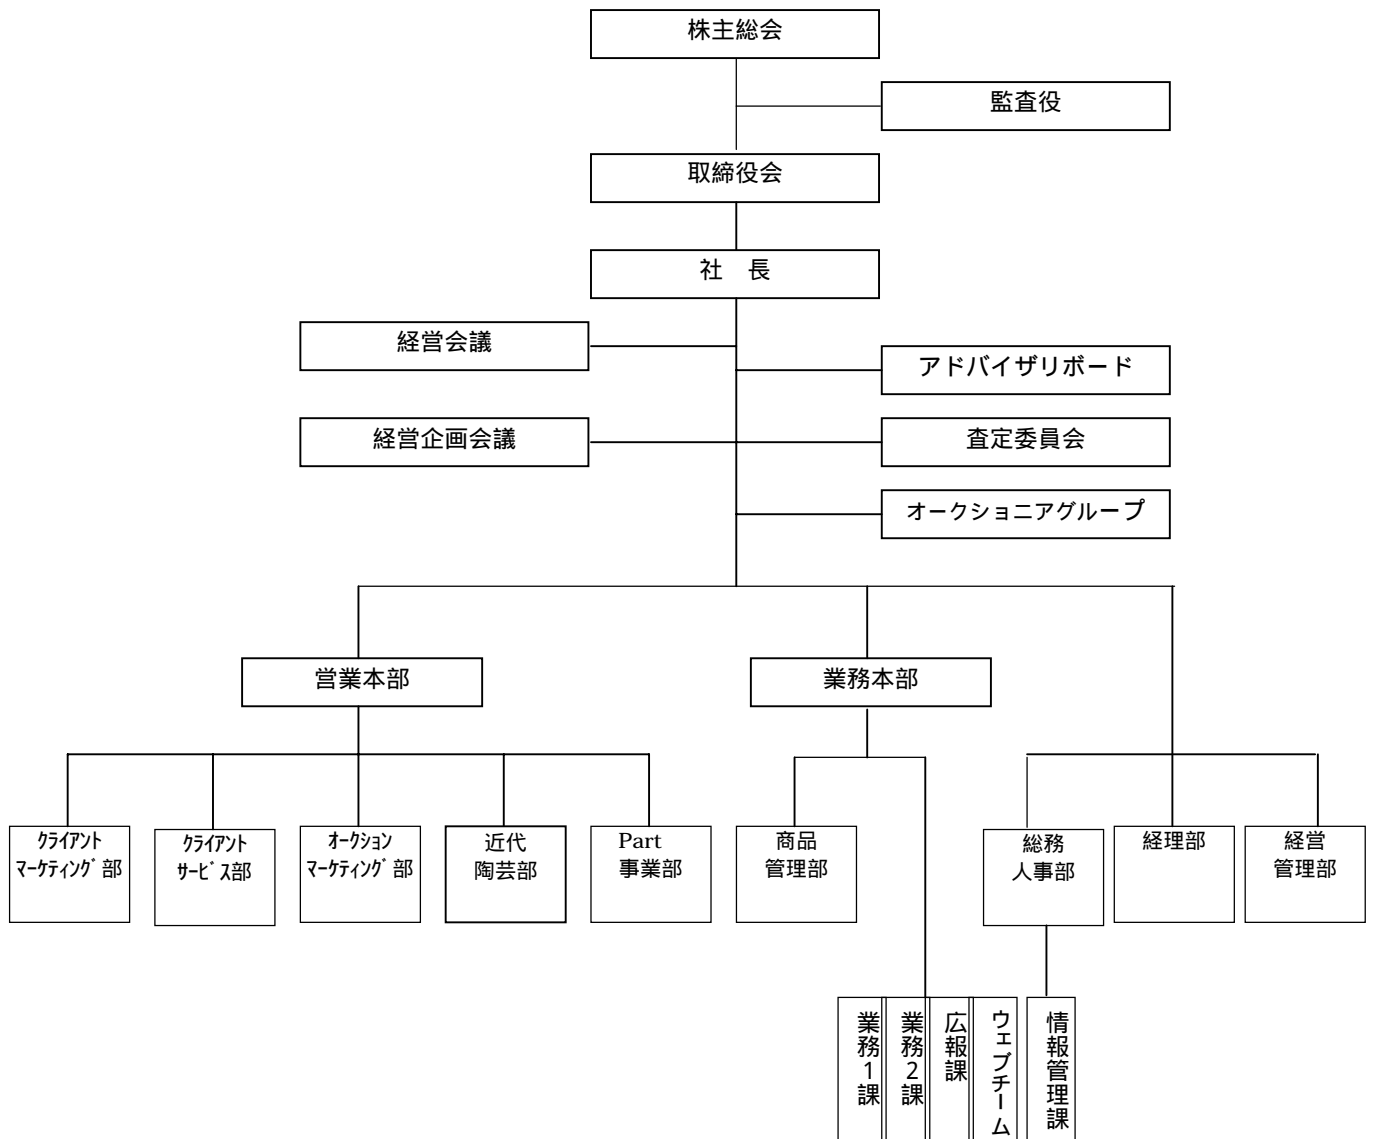 株主総会
監査役
取締役会
社　長
経営会議
アドバイザリボード
経営企画会議
査定委員会
オークショニアグループ
営業本部
業務本部
ｸﾗｲｱﾝﾄ
ﾏｰｹﾃｨﾝｸﾞ部
ｸﾗｲｱﾝﾄ
ｻｰﾋﾞｽ部
ｵｰｸｼｮﾝ
ﾏｰｹﾃｨﾝｸﾞ部
近代
陶芸部
Part
事業部
商品
管理部
総務
人事部
経理部
経営
管理部
業務1課
業務2課
広報課
ウェブチーム
情報管理課